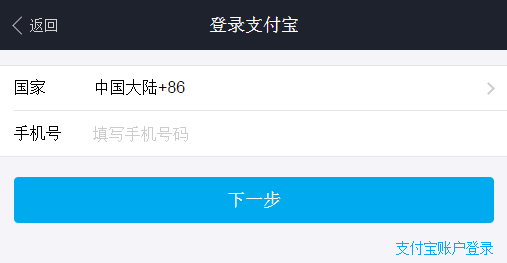 返回 登录支付宝
国家 中国大陆+86
手机号 填写手机号码
下一步
支付宝账户登录